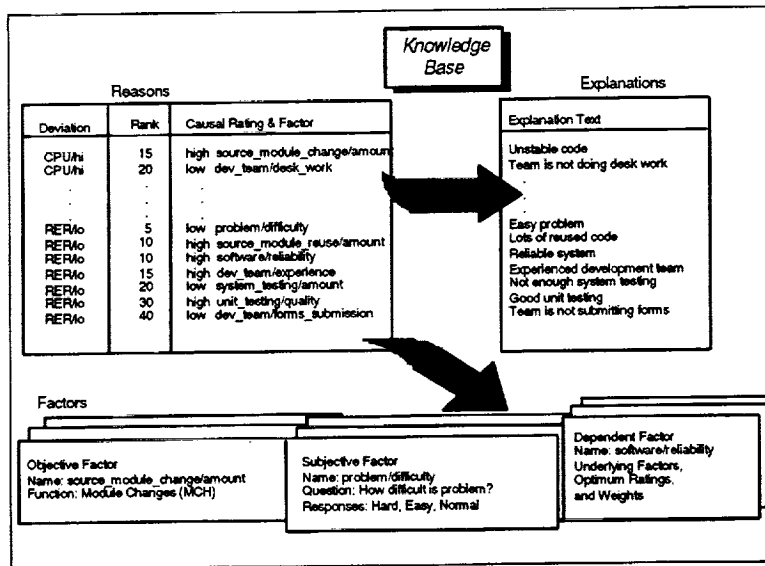 Knowledge
Base
Reasons
Explanations
Deviation Rank Causal Rating & Factor
Explanation Text
CPU/hi 15 high source_module_change/amount
Unstable code
CPU/hi 20 low dev_team/desk_work
Team is not doing desk work
. . .
.
. . .
.
. . .
.
RER/lo 5 low problem/difficulty
Easy problem
RER/lo 10 high source_module_reuse/amount
Lots of reused code
RER/lo 10 high software/reliability
Reliable system
RER/lo 15 high dev_team/experience
Experienced development team
RER/lo 20 low system_testing/amount
Not enough system testing
RER/lo 30 high unit_testing/quality
Good unit testing
RER/lo 40 low dev_team/forms_submission
Team is not submitting forms
Factors
Objective Factor
Name: source_module_change/amount
Function: Module Changes (MCH)
Subjective Factor
Name: problem/difficulty
Question: How difficult is problem?
Responses: Hard, Easy, Normal
Dependent Factor
Name: software/reliability
Underlying Factors,
Optimum Ratings,
and Weights